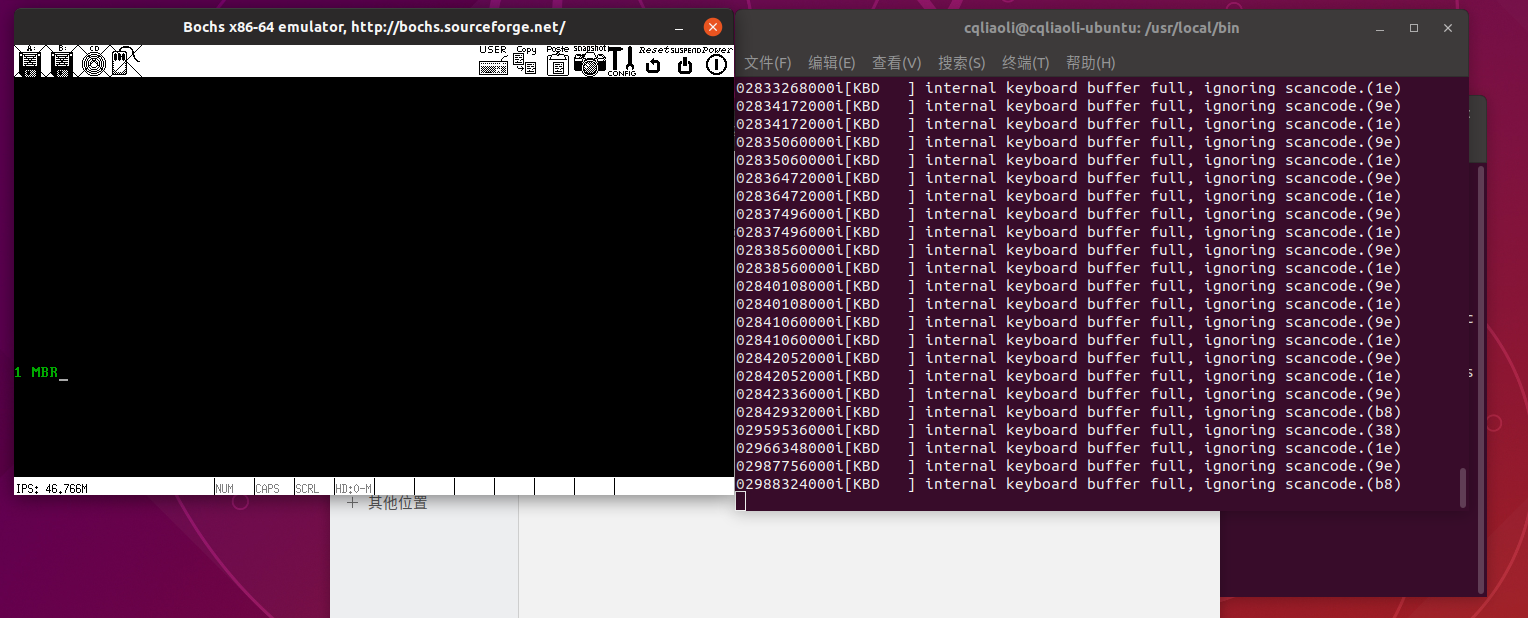 Bochs x86-64 emulator, http://bochs.sourceforge.net/
A: B: CD USER Copy Paste snapshot CONFIG Reset SUSPEND Power
1 MBR_
IPS: 46.766M NUM CAPS SCRL HD:0-M
cqliaoli@cqliaoli-ubuntu: /usr/local/bin
文件(F) 编辑(E) 查看(V) 搜索(S) 终端(T) 帮助(H)
02833268000i[KBD   ] internal keyboard buffer full, ignoring scancode.(1e)
02834172000i[KBD   ] internal keyboard buffer full, ignoring scancode.(9e)
02834172000i[KBD   ] internal keyboard buffer full, ignoring scancode.(1e)
02835060000i[KBD   ] internal keyboard buffer full, ignoring scancode.(9e)
02835060000i[KBD   ] internal keyboard buffer full, ignoring scancode.(1e)
02836472000i[KBD   ] internal keyboard buffer full, ignoring scancode.(9e)
02836472000i[KBD   ] internal keyboard buffer full, ignoring scancode.(1e)
02837496000i[KBD   ] internal keyboard buffer full, ignoring scancode.(9e)
02837496000i[KBD   ] internal keyboard buffer full, ignoring scancode.(1e)
02838560000i[KBD   ] internal keyboard buffer full, ignoring scancode.(9e)
02838560000i[KBD   ] internal keyboard buffer full, ignoring scancode.(1e)
02840108000i[KBD   ] internal keyboard buffer full, ignoring scancode.(9e)
02840108000i[KBD   ] internal keyboard buffer full, ignoring scancode.(1e)
02841060000i[KBD   ] internal keyboard buffer full, ignoring scancode.(9e)
02841060000i[KBD   ] internal keyboard buffer full, ignoring scancode.(1e)
02842052000i[KBD   ] internal keyboard buffer full, ignoring scancode.(9e)
02842052000i[KBD   ] internal keyboard buffer full, ignoring scancode.(1e)
02842336000i[KBD   ] internal keyboard buffer full, ignoring scancode.(9e)
02842932000i[KBD   ] internal keyboard buffer full, ignoring scancode.(b8)
02959536000i[KBD   ] internal keyboard buffer full, ignoring scancode.(38)
02966348000i[KBD   ] internal keyboard buffer full, ignoring scancode.(1e)
02987756000i[KBD   ] internal keyboard buffer full, ignoring scancode.(9e)
02988324000i[KBD   ] internal keyboard buffer full, ignoring scancode.(b8)
+ 其他位置